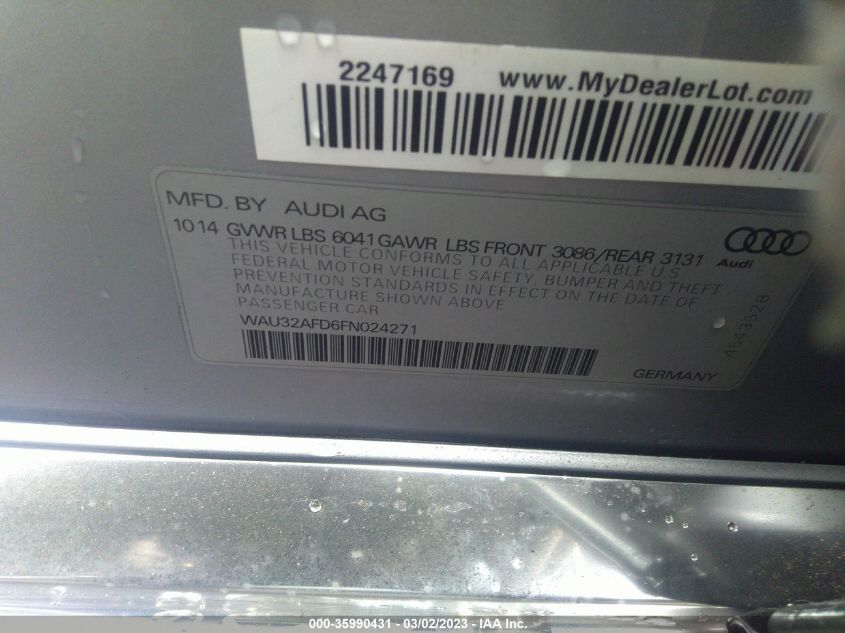 2247169 www.MyDealerLot.com
MFD. BY AUDI AG
1014 GVWR LBS 6041 GAWR LBS FRONT 3086/REAR 3131
THIS VEHICLE CONFORMS TO ALL APPLICABLE U.S
FEDERAL MOTOR VEHICLE SAFETY, BUMPER AND THEFT
PREVENTION STANDARDS IN EFFECT ON THE DATE OF
MANUFACTURE SHOWN ABOVE
PASSENGER CAR
WAU32AFD6FN024271
Audi
4543528
GERMANY
000-35990431 - 03/02/2023 - IAA Inc.